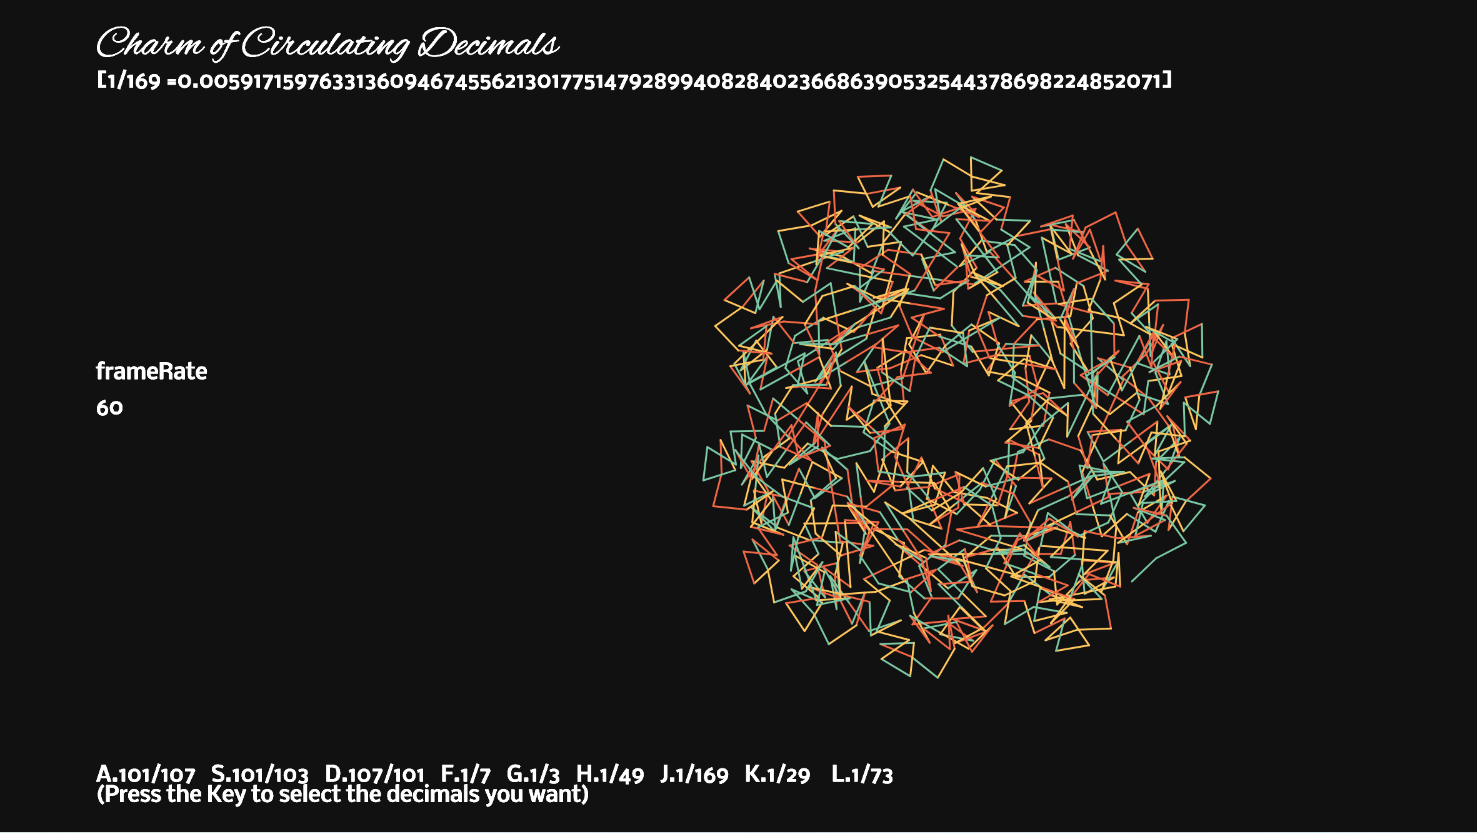 Charm of Circulating Decimals
[1/169 =0.005917159763313609467455621301775147928994082840236686390532544378698224852071]
frameRate
60
A.101/107 S.101/103 D.107/101 F.1/7 G.1/3 H.1/49 J.1/169 K.1/29 L.1/73
(Press the Key to select the decimals you want)